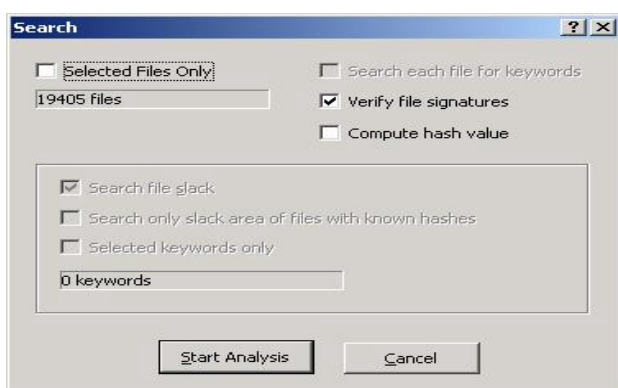 Search
Selected Files Only
19405 files
Search each file for keywords
Verify file signatures
Compute hash value
Search file slack
Search only slack area of files with known hashes
Selected keywords only
0 keywords
Start Analysis
Cancel